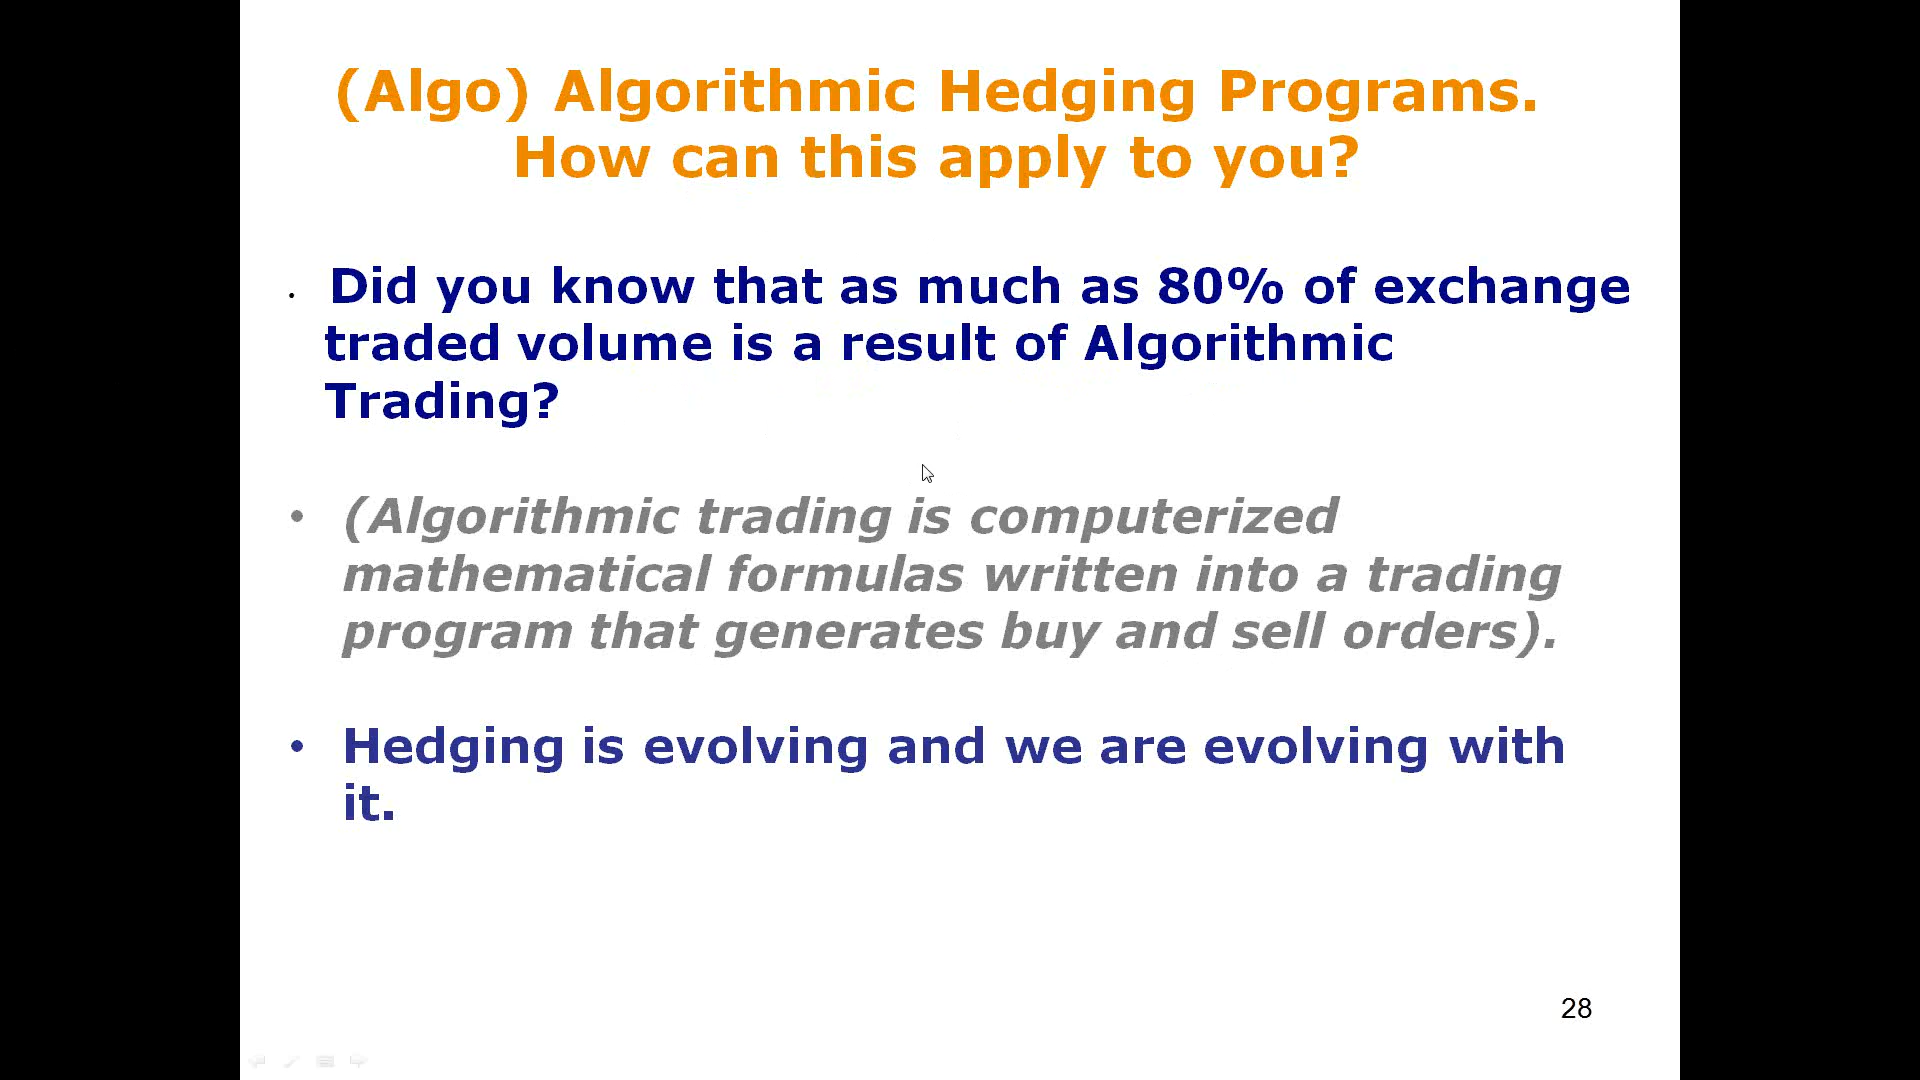 (Algo) Algorithmic Hedging Programs.
How can this apply to you?
• Did you know that as much as 80% of exchange
traded volume is a result of Algorithmic
Trading?
• (Algorithmic trading is computerized
mathematical formulas written into a trading
program that generates buy and sell orders).
• Hedging is evolving and we are evolving with
it.
28